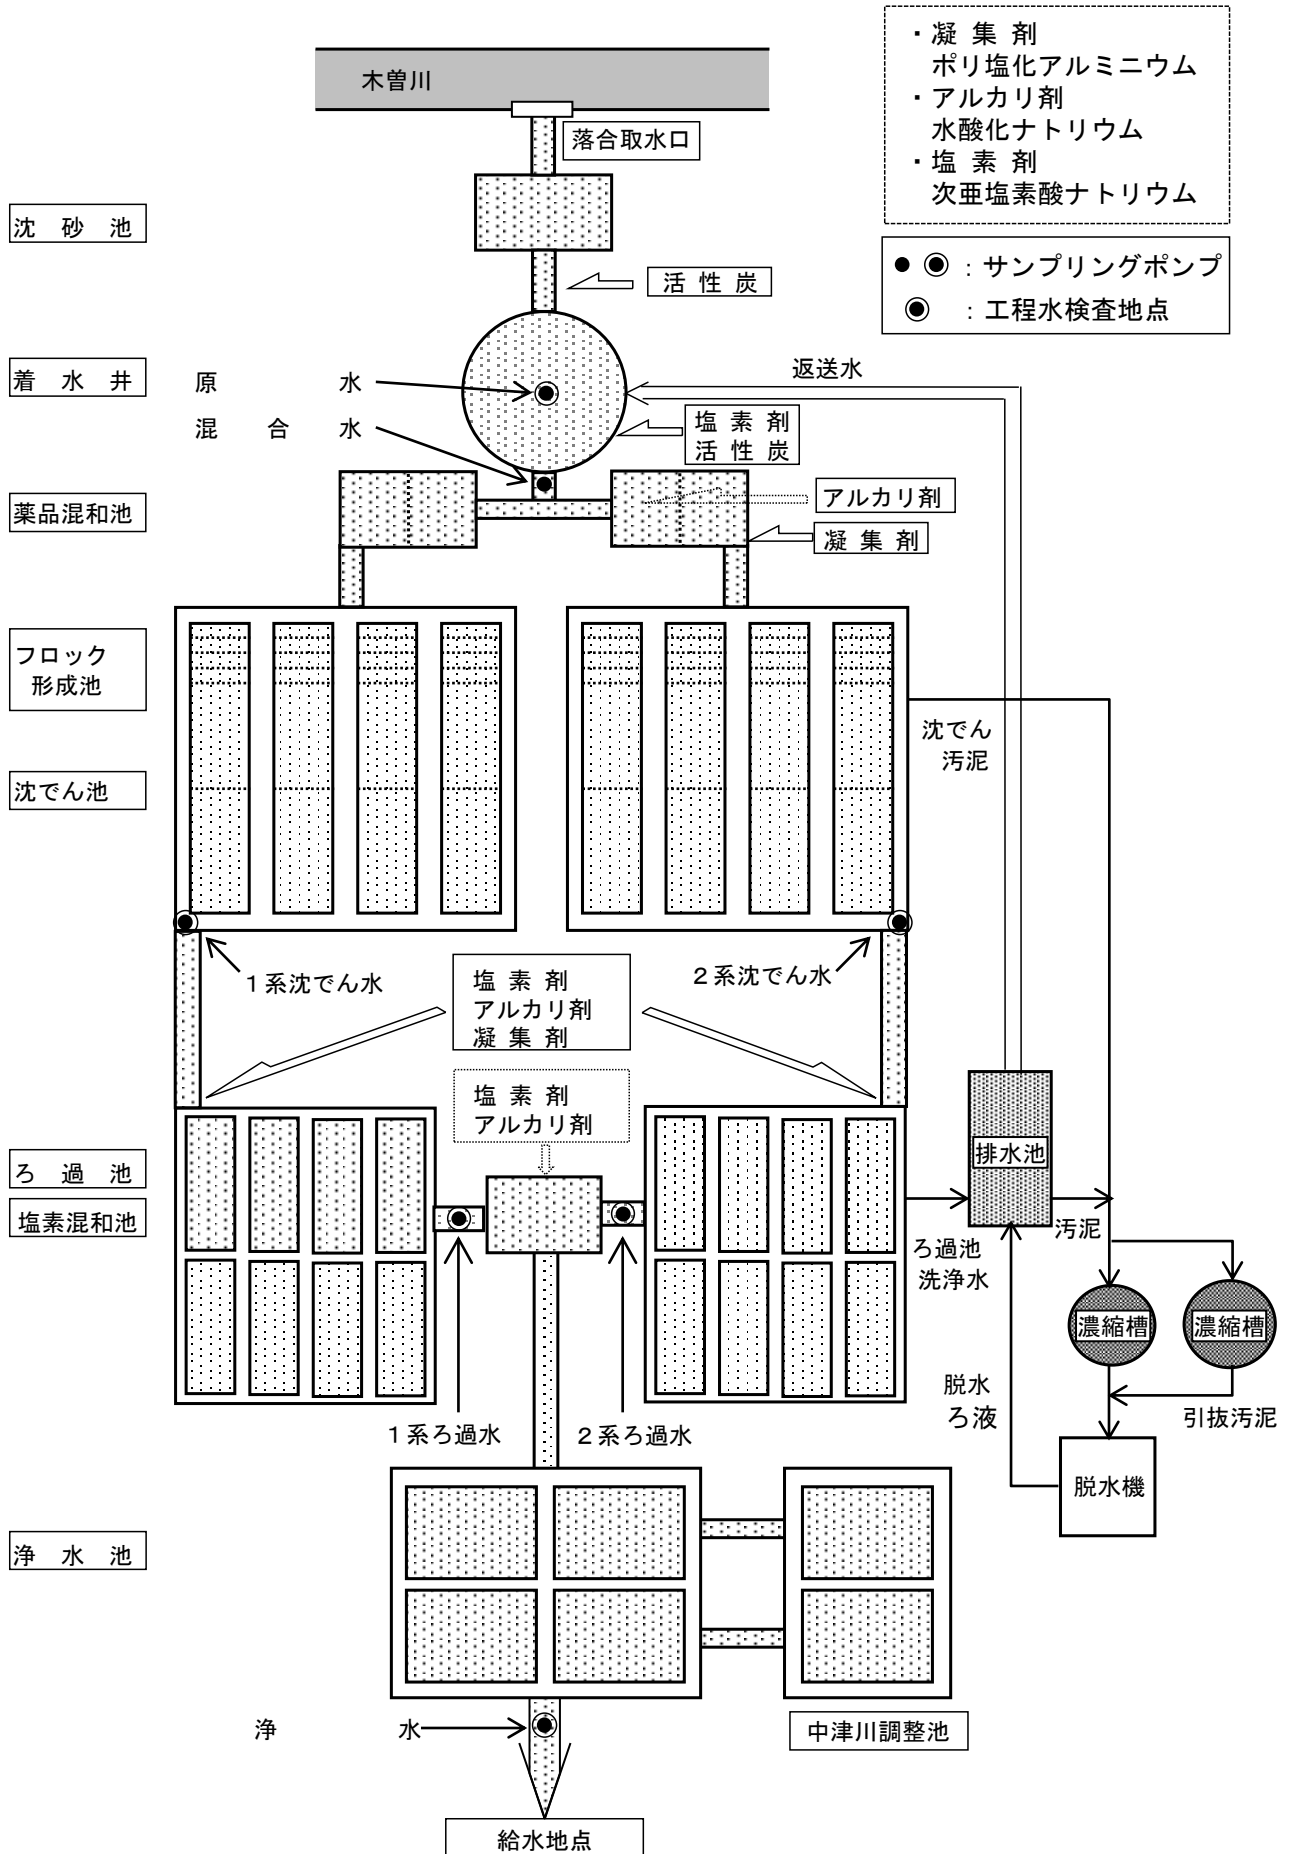 ・凝 集 剤
ポリ塩化アルミニウム
・アルカリ剤
水酸化ナトリウム
・塩 素 剤
次亜塩素酸ナトリウム
木曽川
落合取水口
沈 砂 池
：サンプリングポンプ
：工程水検査地点
活 性 炭
着 水 井
原 水
返送水
混 合 水
塩 素 剤
活 性 炭
薬品混和池
アルカリ剤
凝 集 剤
フロック
形成池
沈でん
汚泥
沈でん池
１系沈でん水
２系沈でん水
塩 素 剤
アルカリ剤
凝 集 剤
塩 素 剤
アルカリ剤
ろ 過 池
塩素混和池
排水池
汚泥
ろ過池
洗浄水
濃縮槽
濃縮槽
脱水
ろ液
引抜汚泥
１系ろ過水
２系ろ過水
脱水機
浄 水 池
浄 水
中津川調整池
給水地点